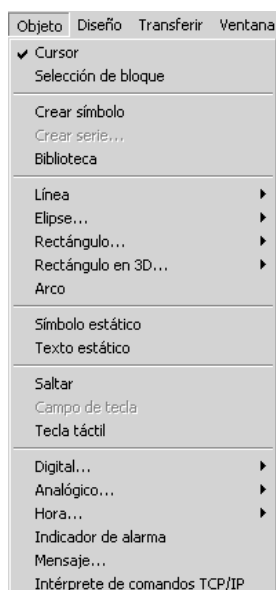 Objeto Diseño Transferir Ventana
Cursor
Selección de bloque
Crear símbolo
Crear serie...
Biblioteca
Línea
Elipse...
Rectángulo...
Rectángulo en 3D...
Arco
Símbolo estático
Texto estático
Saltar
Campo de tecla
Tecla táctil
Digital...
Analógico...
Hora...
Indicador de alarma
Mensaje...
Intérprete de comandos TCP/IP